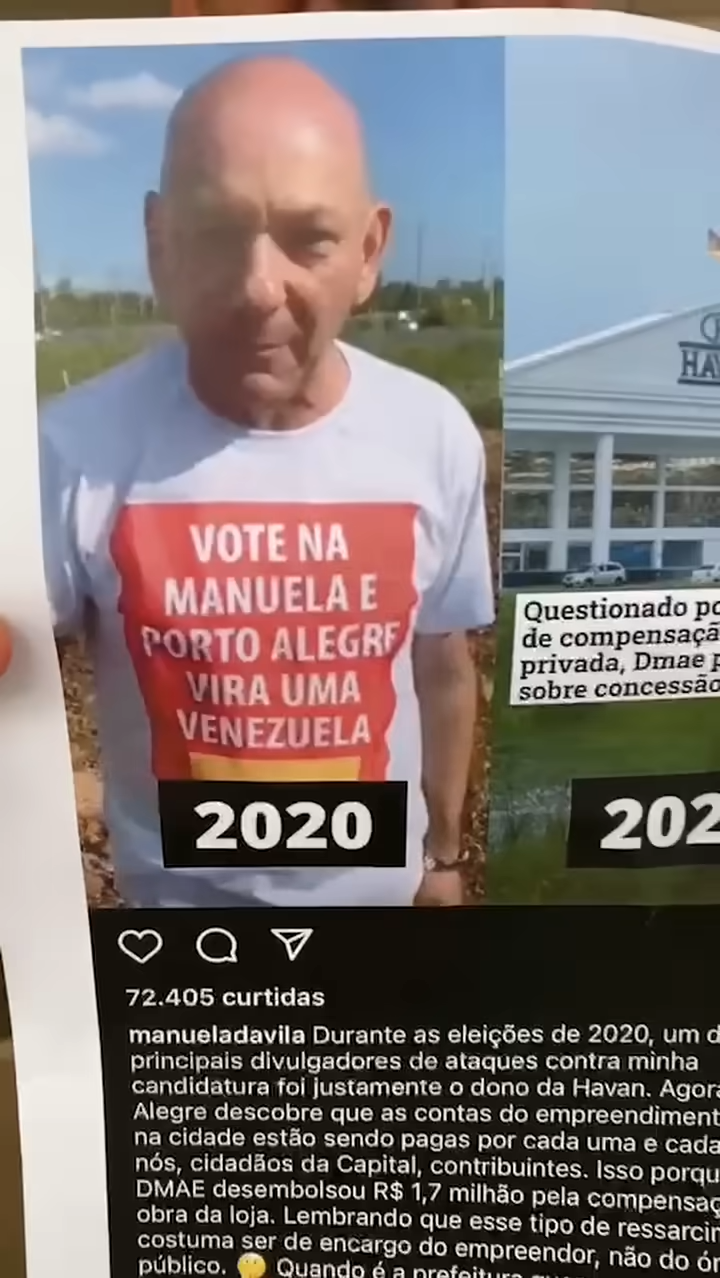 VOTE NA
MANUELA E
PORTO ALEGRE
VIRA UMA
VENEZUELA
2020
HAV
Questionado po
de compensaçã
privada, Dmae p
sobre concessão
202
72.405 curtidas
manueladavila Durante as eleições de 2020, um d
principais divulgadores de ataques contra minha
candidatura foi justamente o dono da Havan. Agora
Alegre descobre que as contas do empreendiment
na cidade estão sendo pagas por cada uma e cada
nós, cidadãos da Capital, contribuintes. Isso porqu
DMAE desembolsou R$ 1,7 milhão pela compensaç
obra da loja. Lembrando que esse tipo de ressarcim
costuma ser de encargo do empreendor, não do ór
público. 🤔 Quando é a prefeitura